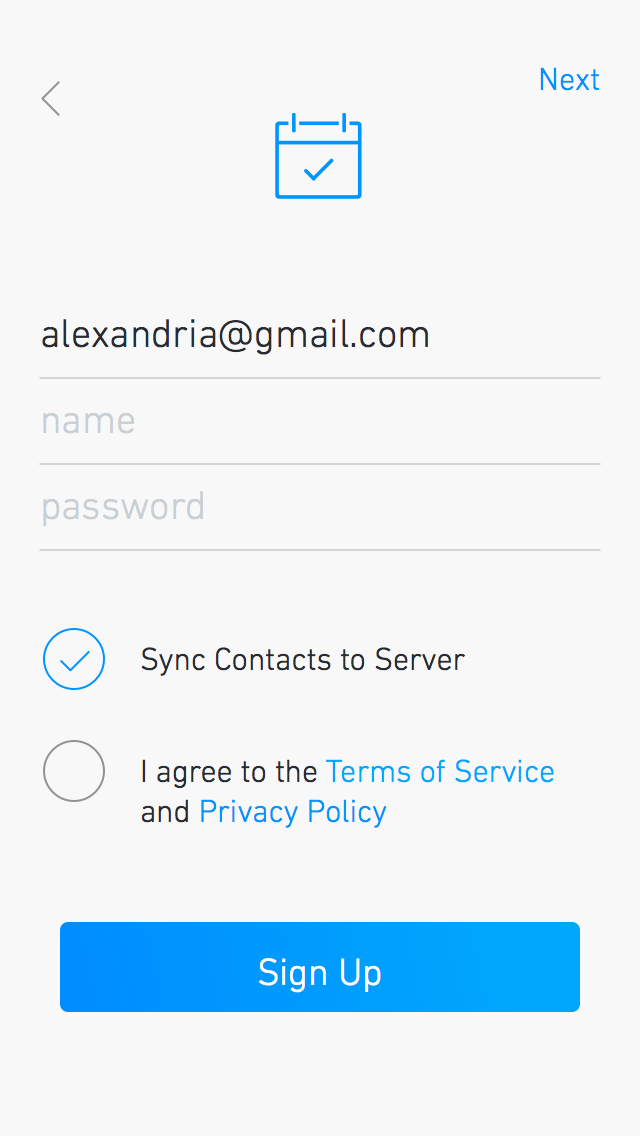 Next
alexandria@gmail.com
name
password
Sync Contacts to Server
I agree to the Terms of Service
and Privacy Policy
Sign Up